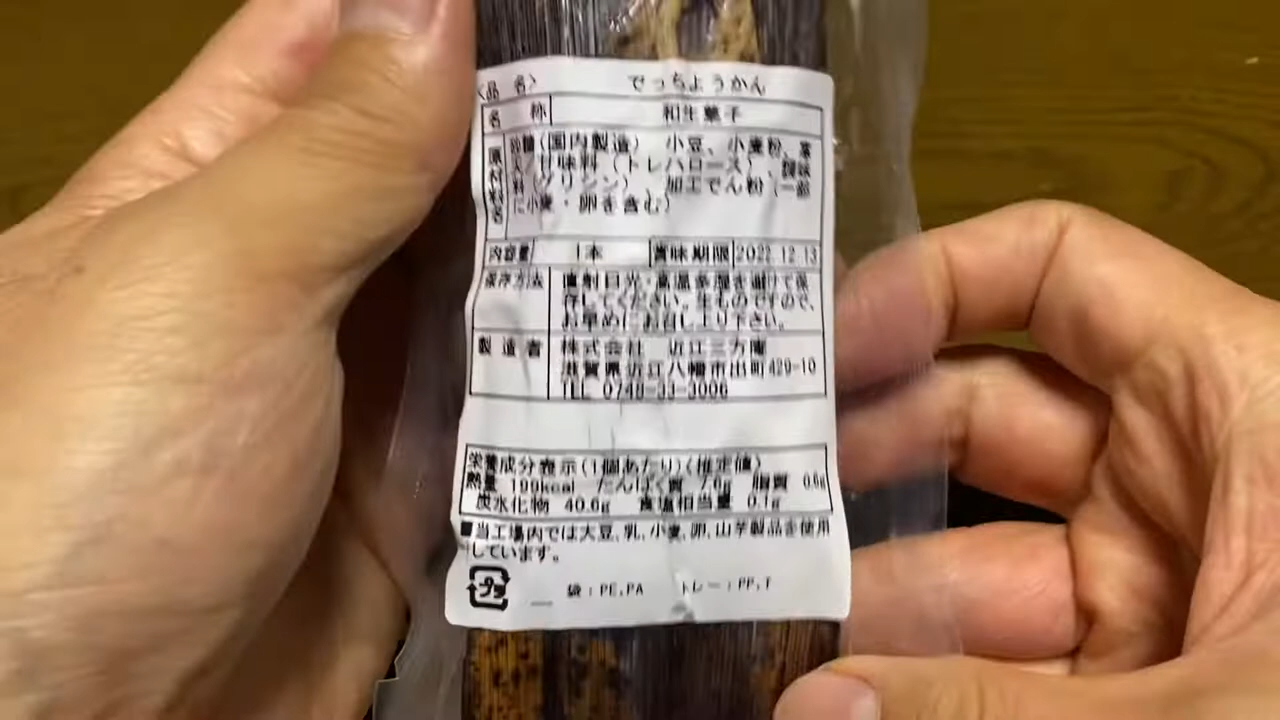 〈品 名〉 でっちようかん
名 称 和生菓子
砂糖(国内製造)、小豆、小麦粉、
甘味料(トレハロース)、調味
料(グリシン)、加工でん粉(一部
に小麦・卵を含む)
内容量 1本 賞味期限 2022.12.13
保存方法 直射日光・高温多湿を避けて保
存してください。生ものですので、
お早めにお召し上り下さい。
製 造 者 株式会社 近江三方庵
滋賀県近江八幡市出町429-10
TEL 0748-33-3006
栄養成分表示(1個あたり)(推定値)
熱量 199kcal たんぱく質 7.0g 脂質 0.6g
炭水化物 40.6g 食塩相当量 0.1g
■当工場内では大豆,乳,小麦,卵,山芋製品を使用
しています。
プラ 袋:PE,PA トレー:PP,T